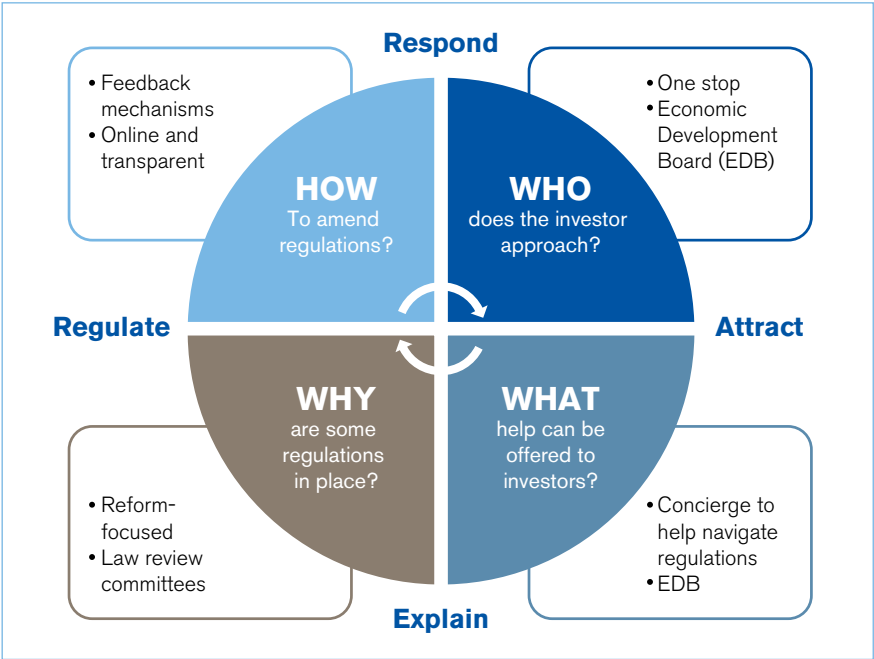 Respond
• Feedback
mechanisms
• Online and
transparent
• One stop
• Economic
Development
Board (EDB)
HOW
To amend
regulations?
WHO
does the investor
approach?
Regulate
Attract
WHY
are some
regulations
in place?
WHAT
help can be
offered to
investors?
• Reform-
focused
• Law review
committees
• Concierge to
help navigate
regulations
• EDB
Explain